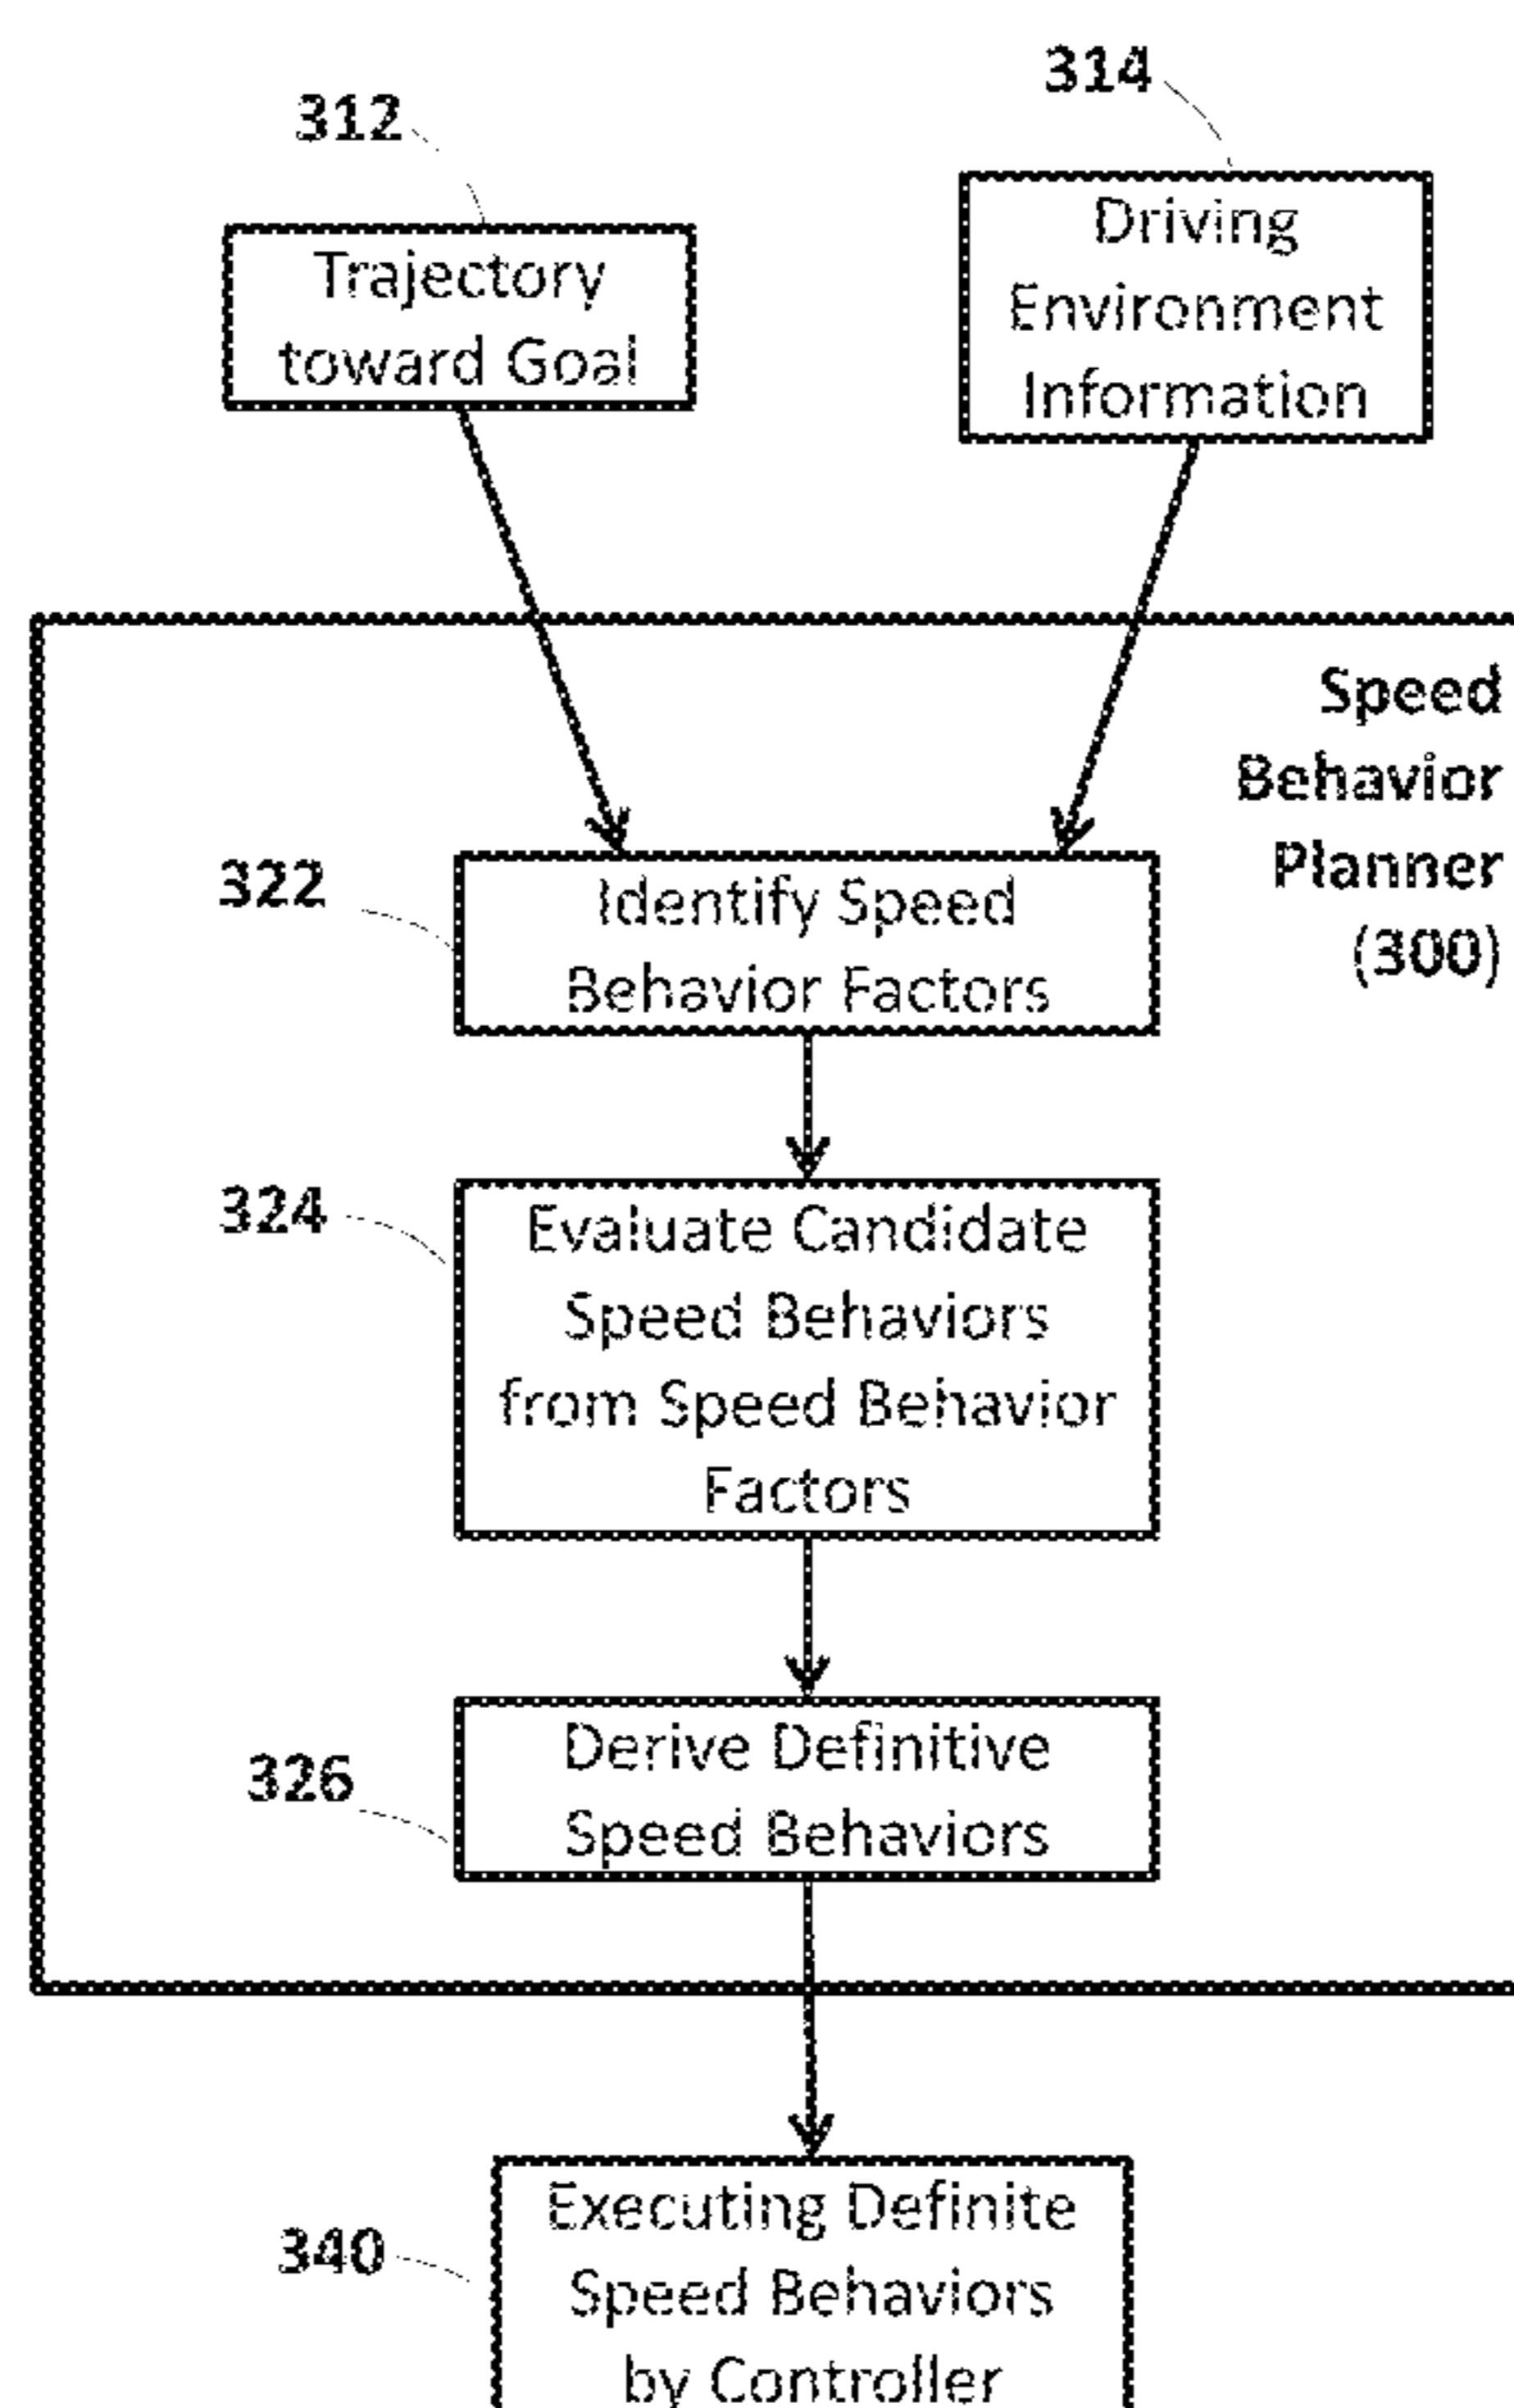 314
312
Driving
Environment
Information
Trajectory
toward Goal
Speed
Behavior
Planner
(300)
322
Identify Speed
Behavior Factors
324
Evaluate Candidate
Speed Behaviors
from Speed Behavior
Factors
326
Derive Definitive
Speed Behaviors
340
Executing Definite
Speed Behaviors
by Controller